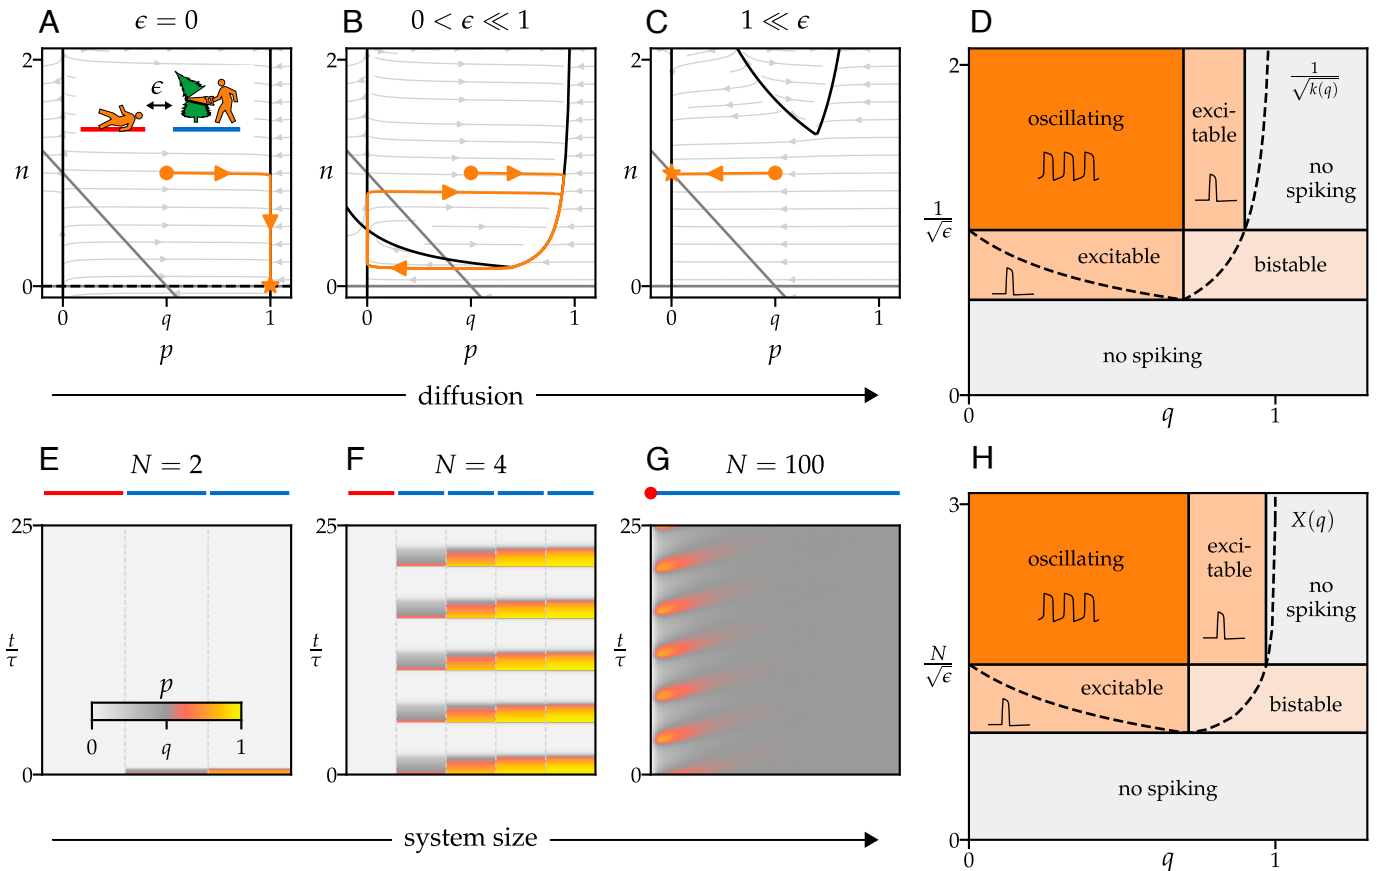 A
ϵ = 0
B
0 < ϵ ≪ 1
C
1 ≪ ϵ
D
2
n
0
ϵ
0
q
1
p
2
n
0
0
q
1
p
2
n
0
0
q
1
p
diffusion
2
1/√ϵ
0
oscillating
exci-
table
1/√k(q)
no
spiking
excitable
bistable
no spiking
0
q
1
E
N = 2
F
N = 4
G
N = 100
H
25
t/τ
0
p
0
q
1
25
t/τ
0
25
t/τ
0
system size
3
N/√ϵ
0
oscillating
exci-
table
X(q)
no
spiking
excitable
bistable
no spiking
0
q
1